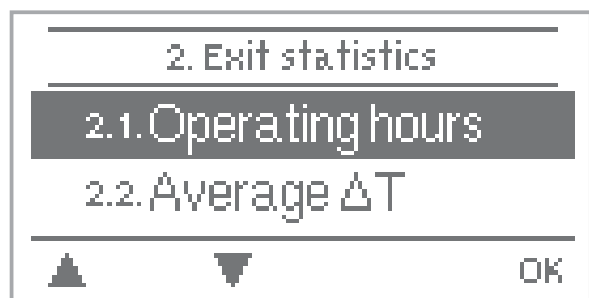 2. Exit statistics
2.1. Operating hours
2.2. Average ΔT
OK